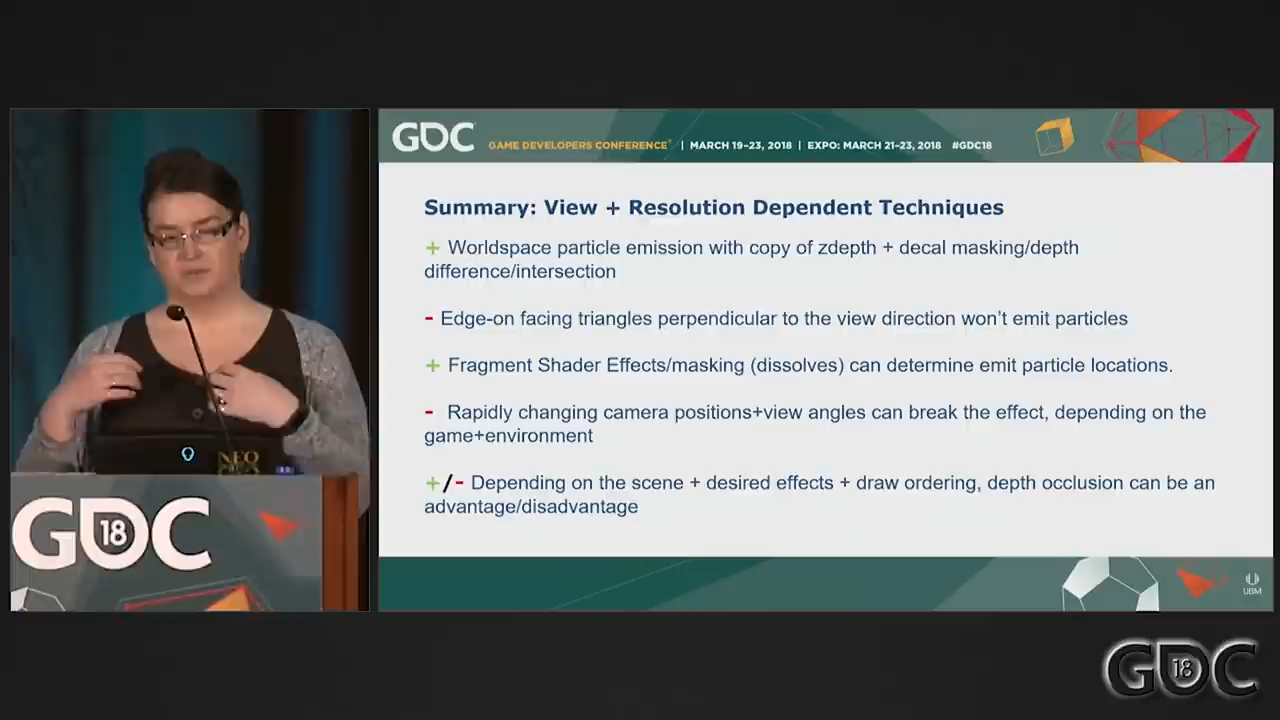 GDC GAME DEVELOPERS CONFERENCE | MARCH 19–23, 2018 | EXPO: MARCH 21–23, 2018 #GDC18
Summary: View + Resolution Dependent Techniques
+ Worldspace particle emission with copy of zdepth + decal masking/depth
difference/intersection
- Edge-on facing triangles perpendicular to the view direction won't emit particles
+ Fragment Shader Effects/masking (dissolves) can determine emit particle locations.
- Rapidly changing camera positions+view angles can break the effect, depending on the
game+environment
+/- Depending on the scene + desired effects + draw ordering, depth occlusion can be an
advantage/disadvantage
UBM
NEO
GDC 18
GDC 18